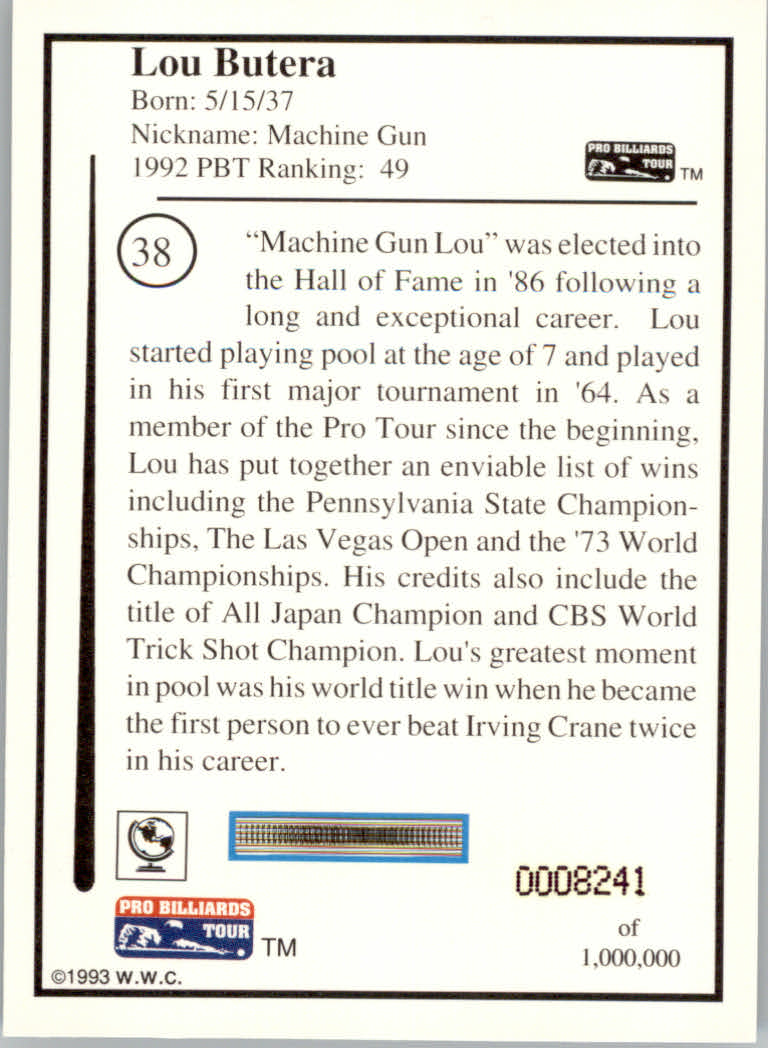 Lou Butera
Born: 5/15/37
Nickname: Machine Gun
1992 PBT Ranking: 49
PRO BILLIARDS
TOUR TM
38
“Machine Gun Lou” was elected into
the Hall of Fame in '86 following a
long and exceptional career. Lou
started playing pool at the age of 7 and played
in his first major tournament in '64. As a
member of the Pro Tour since the beginning,
Lou has put together an enviable list of wins
including the Pennsylvania State Champion-
ships, The Las Vegas Open and the '73 World
Championships. His credits also include the
title of All Japan Champion and CBS World
Trick Shot Champion. Lou's greatest moment
in pool was his world title win when he became
the first person to ever beat Irving Crane twice
in his career.
0008241
of
1,000,000
PRO BILLIARDS
TOUR TM
©1993 W.W.C.